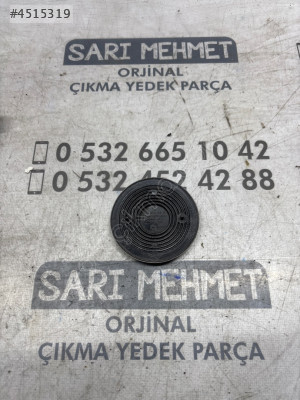 #4515319
SARI MEHMET
ORJİNAL
ÇIKMA YEDEK PARÇA
0 532 665 10 42
0 532 452 42 88
SARI MEHMET
ORJİNAL
ÇIKMA YEDEK PARÇA